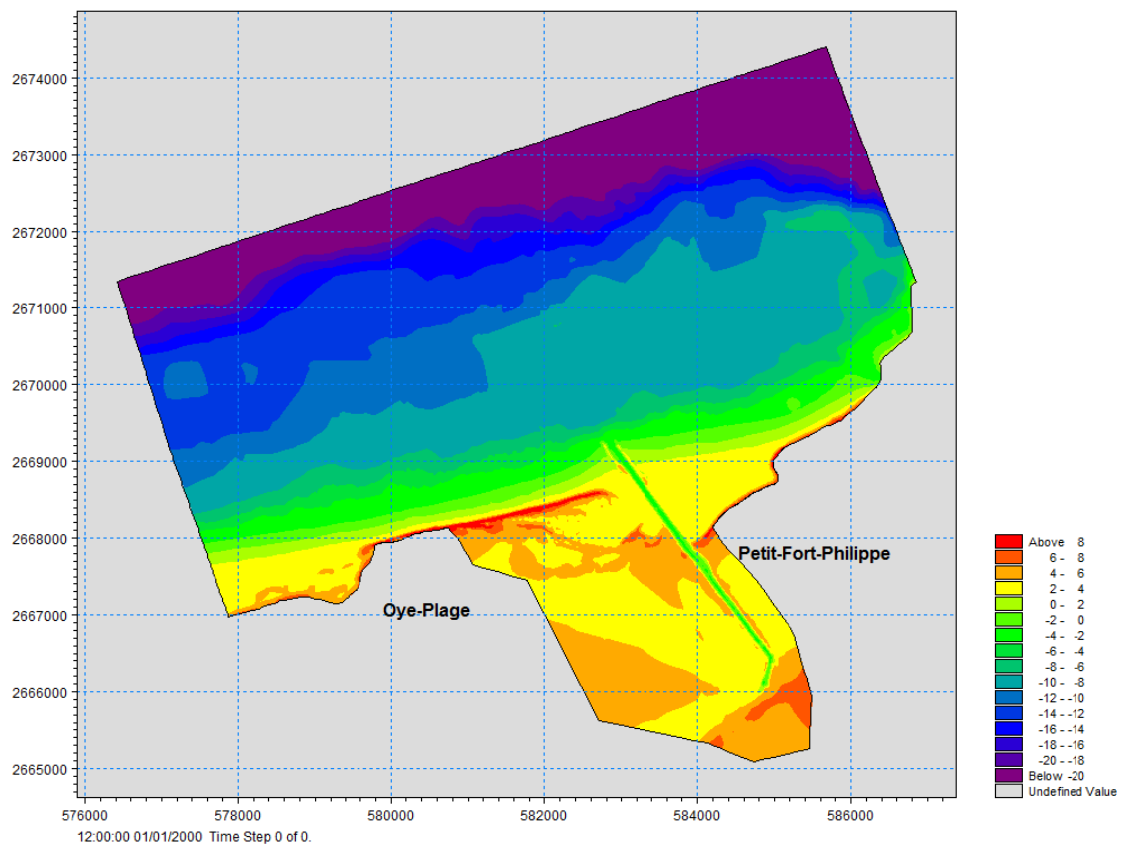 2674000
2673000
2672000
2671000
2670000
2669000
2668000
2667000
2666000
2665000
576000 578000 580000 582000 584000 586000
12:00:00 01/01/2000 Time Step 0 of 0.
Petit-Fort-Philippe
Oye-Plage
Above 8
6 - 8
4 - 6
2 - 4
0 - 2
-2 - 0
-4 - -2
-6 - -4
-8 - -6
-10 - -8
-12 - -10
-14 - -12
-16 - -14
-18 - -16
-20 - -18
Below -20
Undefined Value